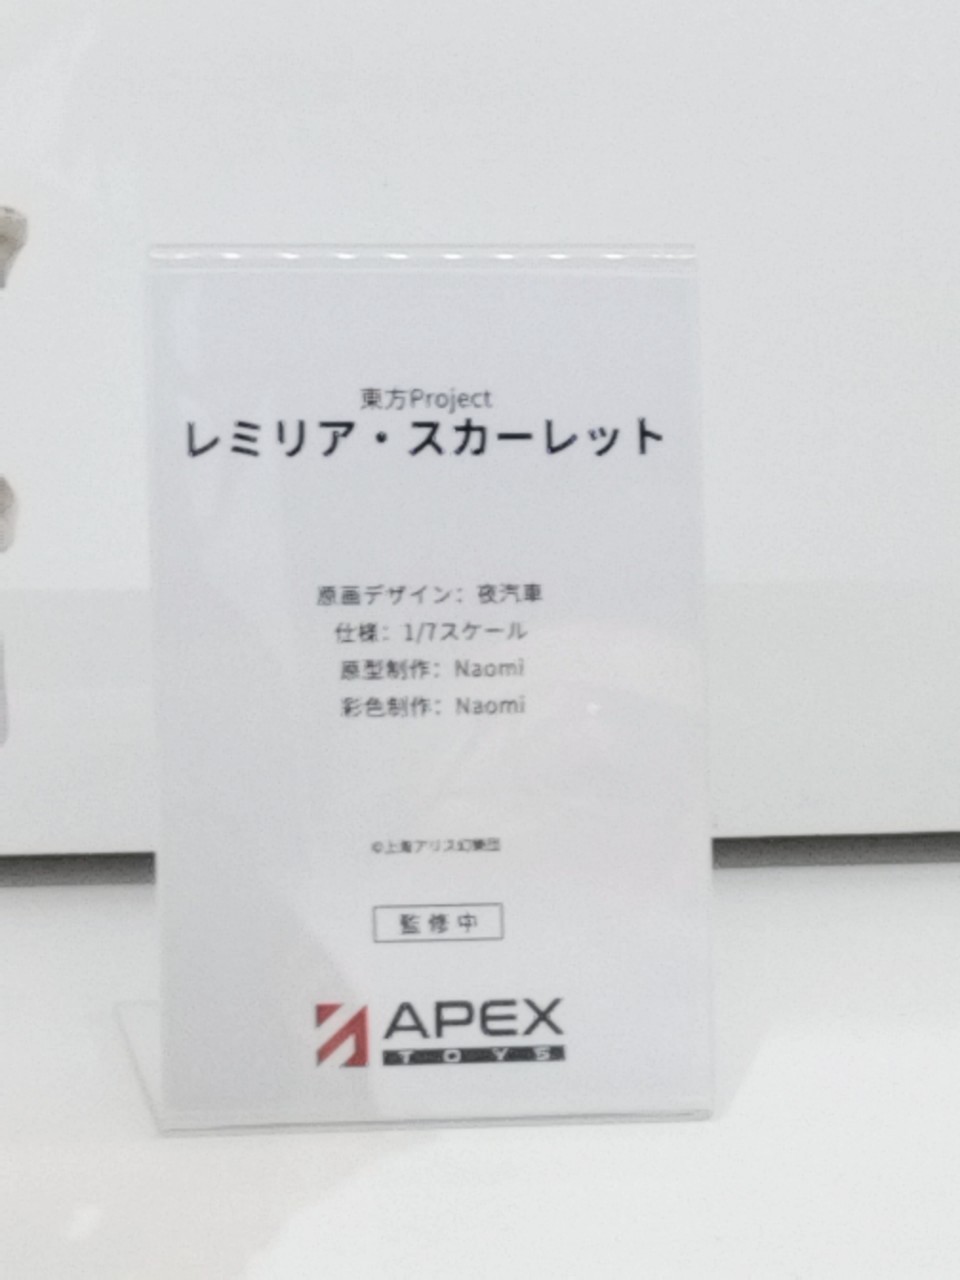 東方Project
レミリア・スカーレット
原画デザイン：夜汽車
仕様：1/7スケール
原型制作：Naomi
彩色制作：Naomi
©上海アリス幻樂団
監修中
APEX
TOYS